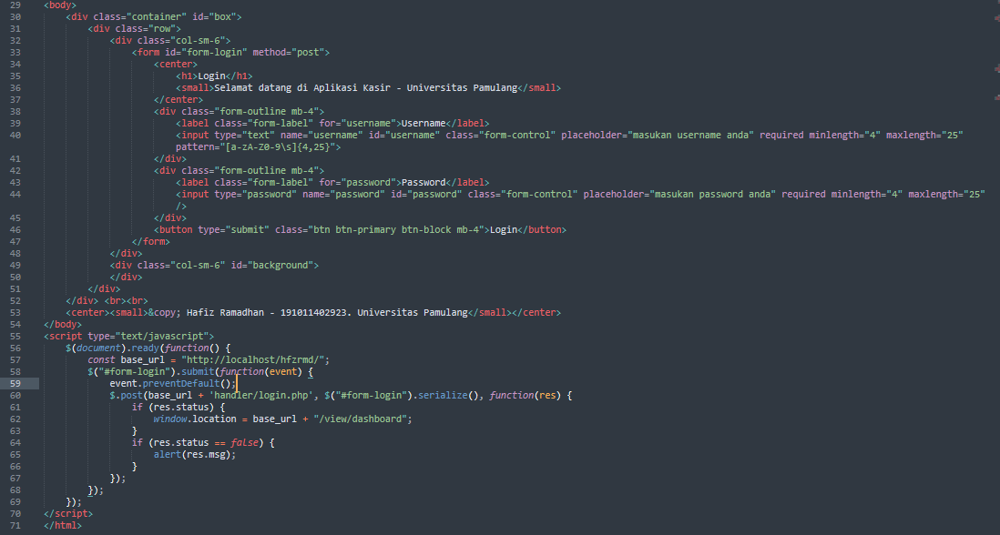 29 <body>
30 <div class="container" id="box">
31 <div class="row">
32 <div class="col-sm-6">
33 <form id="form-login" method="post">
34 <center>
35 <h1>Login</h1>
36 <small>Selamat datang di Aplikasi Kasir - Universitas Pamulang</small>
37 </center>
38 <div class="form-outline mb-4">
39 <label class="form-label" for="username">Username</label>
40 <input type="text" name="username" id="username" class="form-control" placeholder="masukan username anda" required minlength="4" maxlength="25"
pattern="[a-zA-Z0-9\s]{4,25}">
41 </div>
42 <div class="form-outline mb-4">
43 <label class="form-label" for="password">Password</label>
44 <input type="password" name="password" id="password" class="form-control" placeholder="masukan password anda" required minlength="4" maxlength="25"
/>
45 </div>
46 <button type="submit" class="btn btn-primary btn-block mb-4">Login</button>
47 </form>
48 </div>
49 <div class="col-sm-6" id="background">
50 </div>
51 </div>
52 </div> <br><br>
53 <center><small>&copy; Hafiz Ramadhan - 191011402923. Universitas Pamulang</small></center>
54 </body>
55 <script type="text/javascript">
56 $(document).ready(function() {
57 const base_url = "http://localhost/hfzrmd/";
58 $("#form-login").submit(function(event) {
59 event.preventDefault();
60 $.post(base_url + 'handler/login.php', $("#form-login").serialize(), function(res) {
61 if (res.status) {
62 window.location = base_url + "/view/dashboard";
63 }
64 if (res.status == false) {
65 alert(res.msg);
66 }
67 });
68 });
69 });
70 </script>
71 </html>